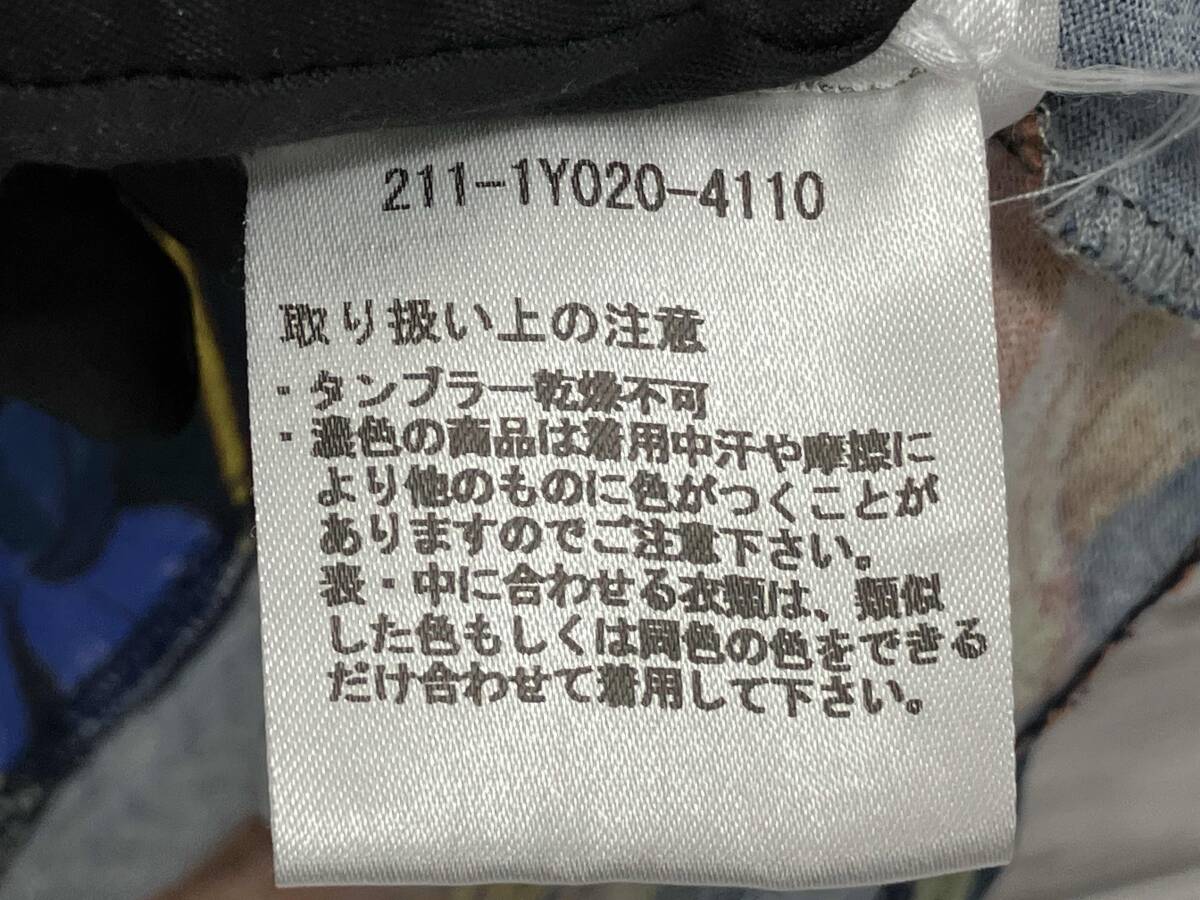 211-1Y020-4110
取り扱い上の注意
・タンブラー乾燥不可
・濃色の商品は着用中汗や摩擦に
より他のものに色がつくことが
ありますのでご注意下さい。
表・中に合わせる衣類は、類似
した色もしくは同色の色をできる
だけ合わせて着用して下さい。